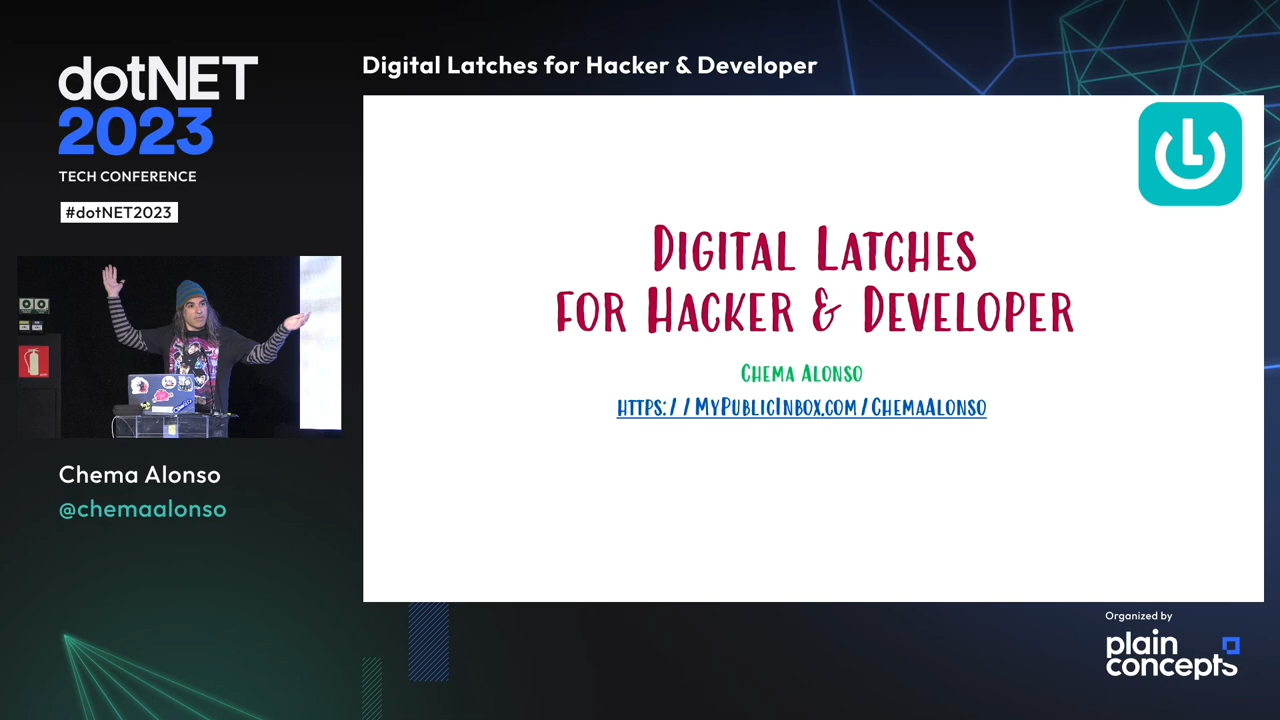 dotNET
2023
TECH CONFERENCE
#dotNET2023
Digital Latches for Hacker & Developer
Digital Latches
for Hacker & Developer
Chema Alonso
https://MyPublicInbox.com/ChemaAlonso
Chema Alonso
@chemaalonso
Organized by
plain
concepts